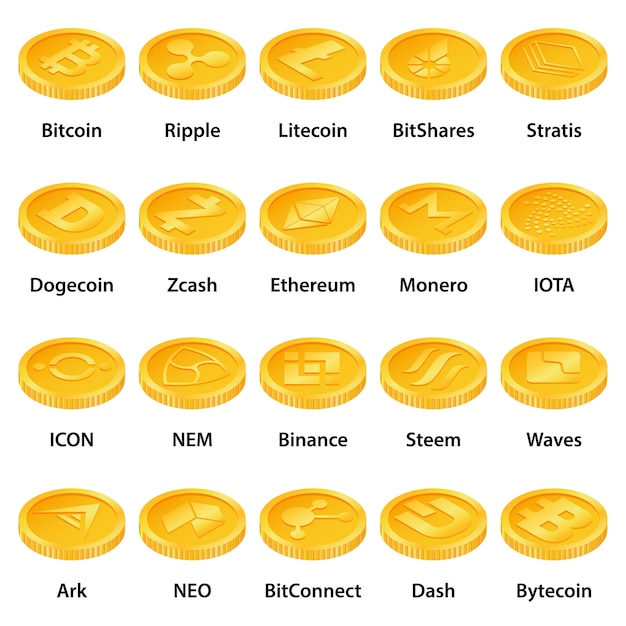 Bitcoin Ripple Litecoin BitShares Stratis
Dogecoin Zcash Ethereum Monero IOTA
ICON NEM Binance Steem Waves
Ark NEO BitConnect Dash Bytecoin